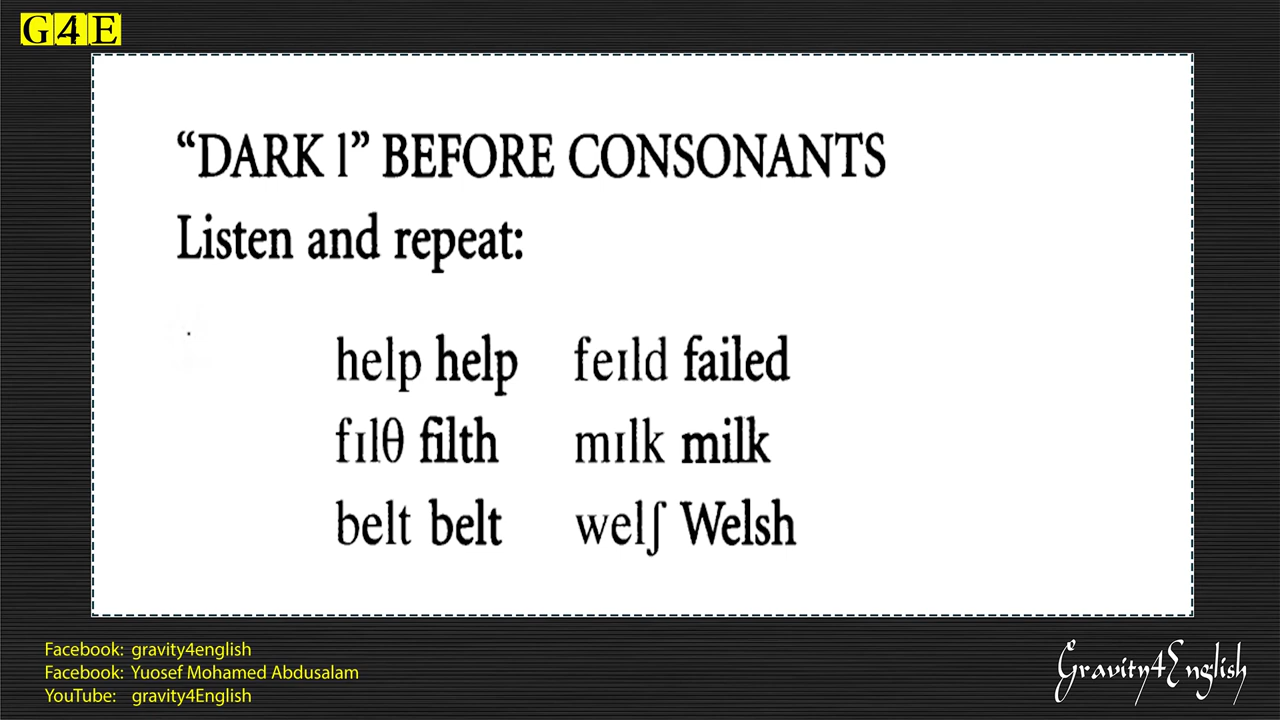 G4E
“DARK l” BEFORE CONSONANTS
Listen and repeat:
help help feɪld failed
fɪlθ filth mɪlk milk
belt belt welʃ Welsh
Facebook: gravity4english
Facebook: Yuosef Mohamed Abdusalam
YouTube: gravity4English
Gravity4English